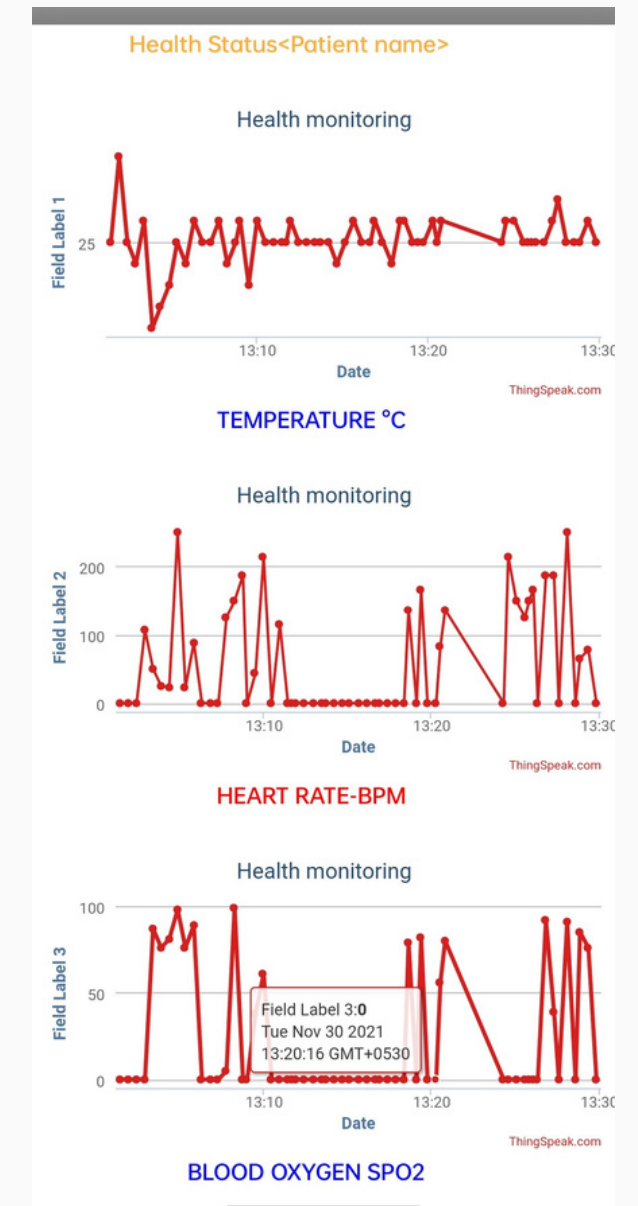 Health Status<Patient name>
Health monitoring
Field Label 1
25
13:10
13:20
13:30
Date
ThingSpeak.com
TEMPERATURE °C
Health monitoring
Field Label 2
200
100
0
13:10
13:20
13:30
Date
ThingSpeak.com
HEART RATE-BPM
Health monitoring
Field Label 3
100
50
0
Field Label 3:0
Tue Nov 30 2021
13:20:16 GMT+0530
13:10
13:20
13:30
Date
ThingSpeak.com
BLOOD OXYGEN SPO2